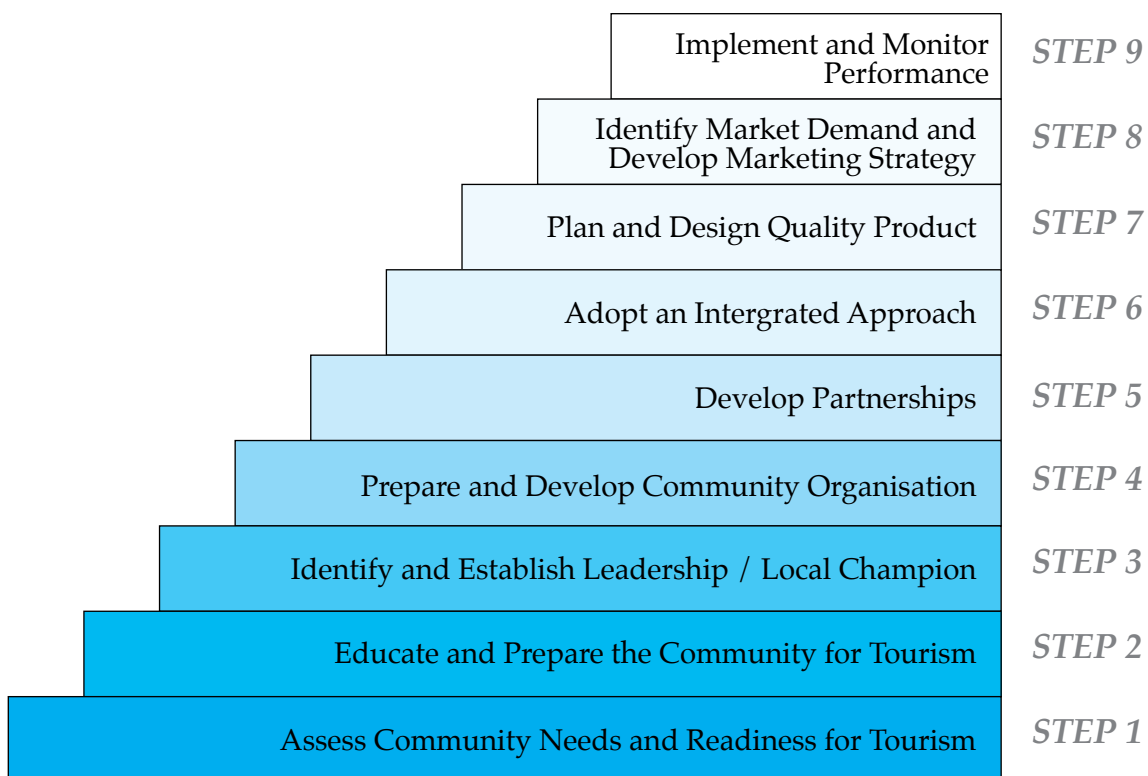 Implement and Monitor
Performance
STEP 9
Identify Market Demand and
Develop Marketing Strategy
STEP 8
Plan and Design Quality Product
STEP 7
Adopt an Intergrated Approach
STEP 6
Develop Partnerships
STEP 5
Prepare and Develop Community Organisation
STEP 4
Identify and Establish Leadership / Local Champion
STEP 3
Educate and Prepare the Community for Tourism
STEP 2
Assess Community Needs and Readiness for Tourism
STEP 1